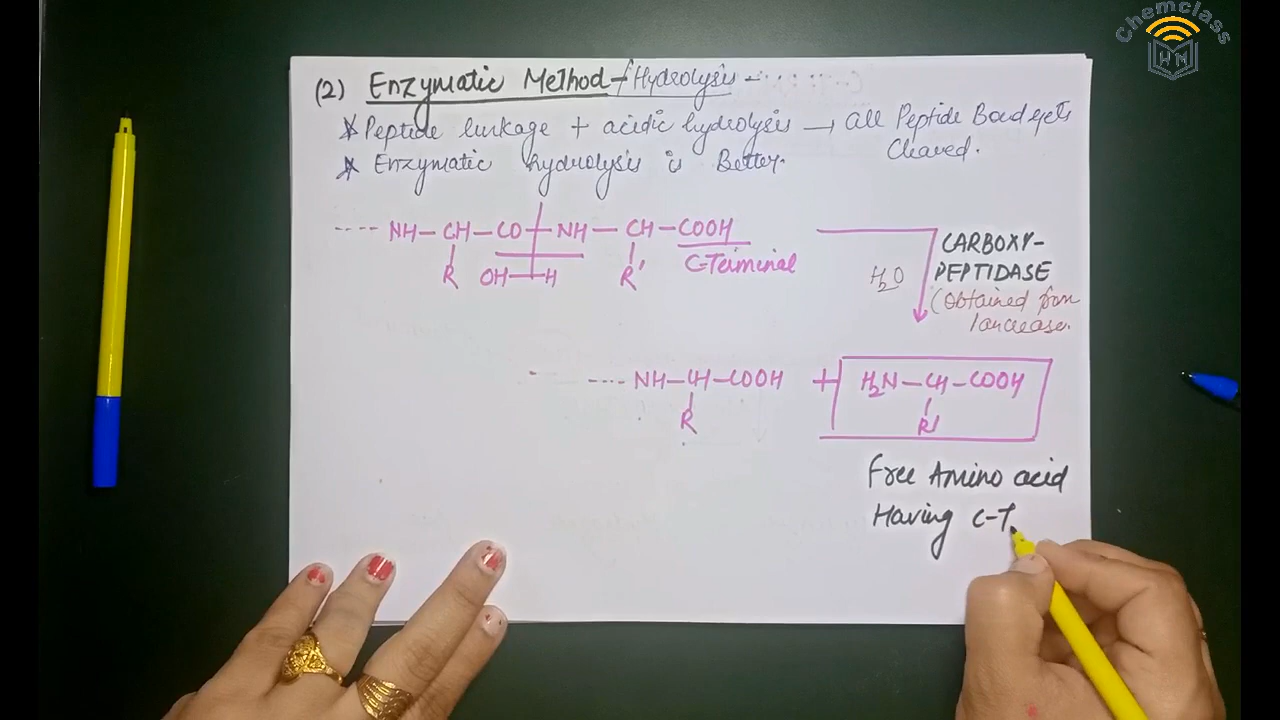 Chemclass
(2) Enzymatic Method - Hydrolysis -
* Peptide linkage + acidic hydrolysis → all Peptide Bond gets
Cleaved.
* Enzymatic hydrolysis is Better.
---- NH-CH-CO-NH-CH-COOH
R OH-H R' C-Terminal
H2O CARBOXY-
PEPTIDASE
(Obtained from
---- NH-CH-COOH + H2N-CH-COOH
R R'
Free Amino acid
Having C-T